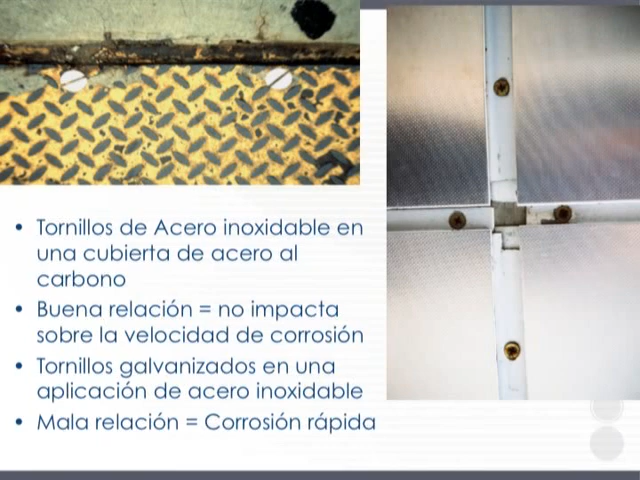 • Tornillos de Acero inoxidable en
una cubierta de acero al
carbono
• Buena relación = no impacta
sobre la velocidad de corrosión
• Tornillos galvanizados en una
aplicación de acero inoxidable
• Mala relación = Corrosión rápida